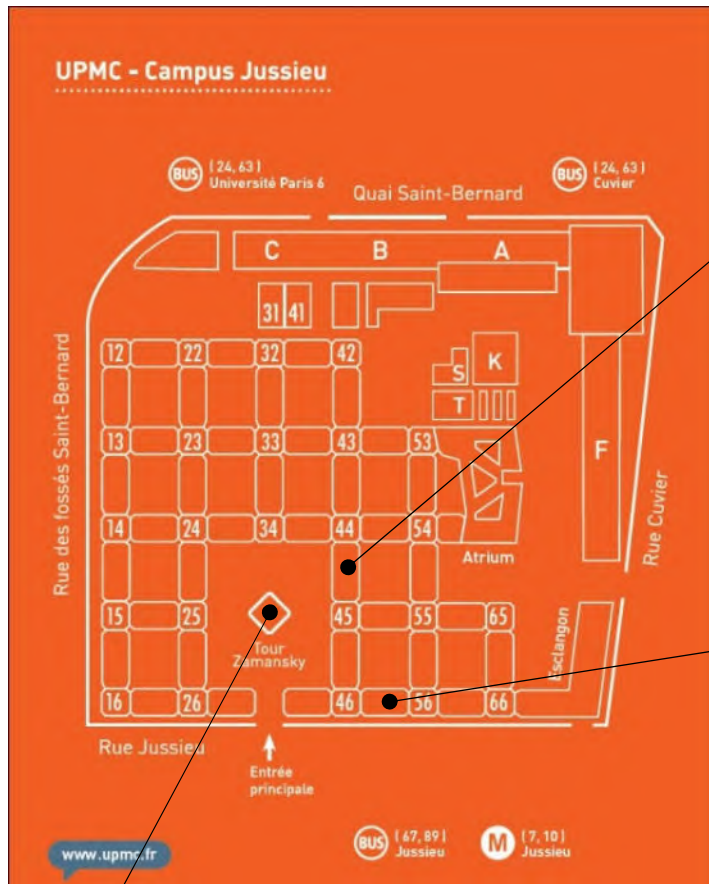 UPMC - Campus Jussieu
BUS (24, 63)
Université Paris 6
BUS (24, 63)
Cuvier
Quai Saint-Bernard
C B A
31 41
12 22 32 42
S K
T
13 23 33 43 53
F
Rue des fossés Saint-Bernard
Rue Cuvier
14 24 34 44 54
Atrium
15 25 45 55 65
Tour
Zamansky
Esclangon
16 26 46 56 66
Rue Jussieu
Entrée
principale
BUS (67, 89)
Jussieu
M (7, 10)
Jussieu
www.upmc.fr